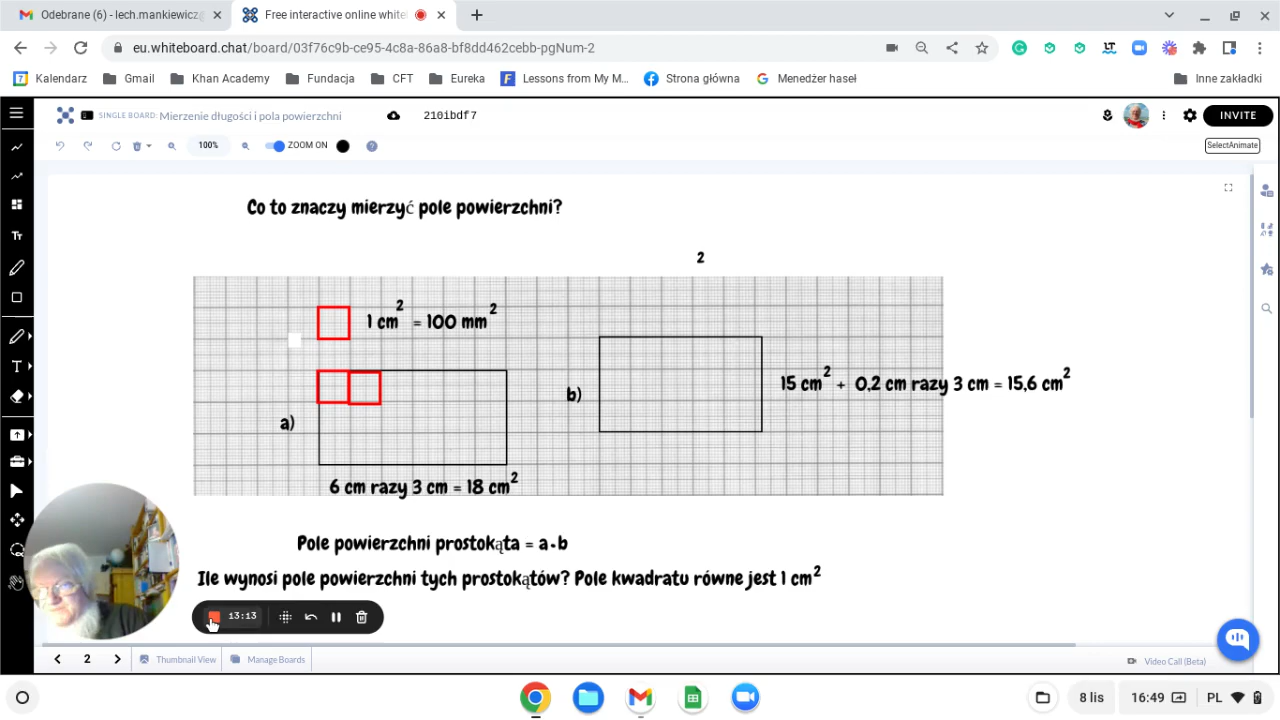 Odebrane (6) - lech.mankiewicz@
Free interactive online white
eu.whiteboard.chat/board/03f76c9b-ce95-4c8a-86a8-bf8dd462cebb-pgNum-2
Kalendarz Gmail Khan Academy Fundacja CFT Eureka Lessons from My M... Strona główna Menedżer haseł Inne zakładki
SINGLE BOARD: Mierzenie długości i pola powierzchni 210ibdf7 INVITE
100% ZOOM ON SelectAnimate
Co to znaczy mierzyć pole powierzchni?
2
1 cm² = 100 mm²
15 cm² + 0,2 cm razy 3 cm = 15,6 cm²
b)
a)
6 cm razy 3 cm = 18 cm²
Pole powierzchni prostokąta = a·b
Ile wynosi pole powierzchni tych prostokątów? Pole kwadratu równe jest 1 cm²
13:13
2 Thumbnail View Manage Boards Video Call (Beta)
8 lis 16:49 PL